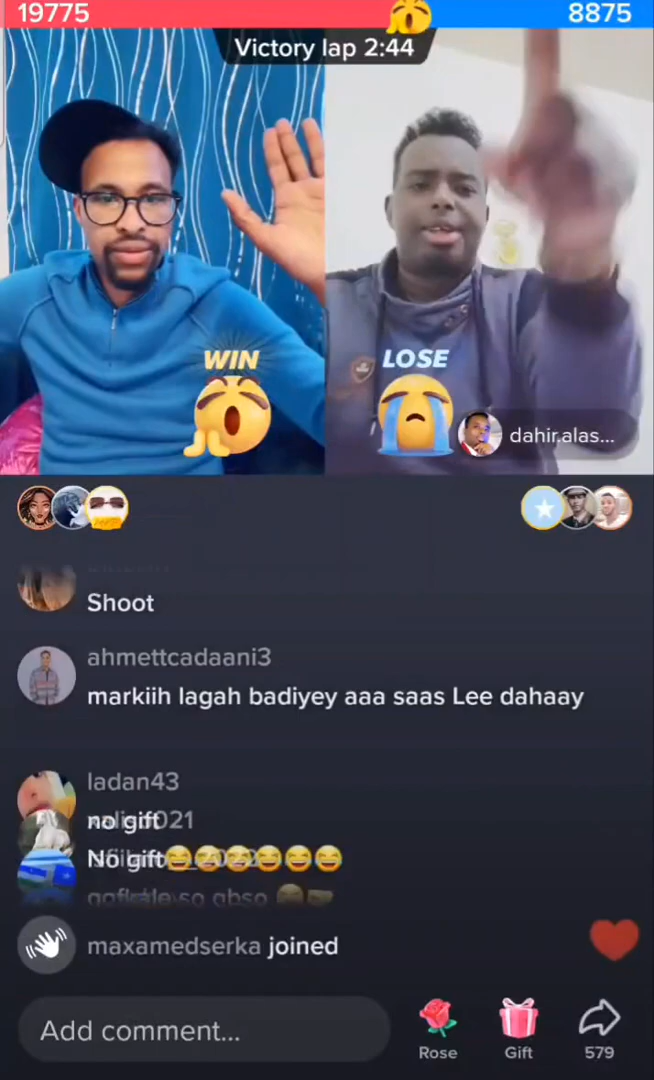 19775
8875
Victory lap 2:44
WIN
LOSE
dahir.alas...
Shoot
ahmettcadaani3
markiih lagah badiyey aaa saas Lee dahaay
ladan43
no gift
No gift😂😂😂😂😂😂
maxamedserka joined
Add comment...
Rose
Gift
579